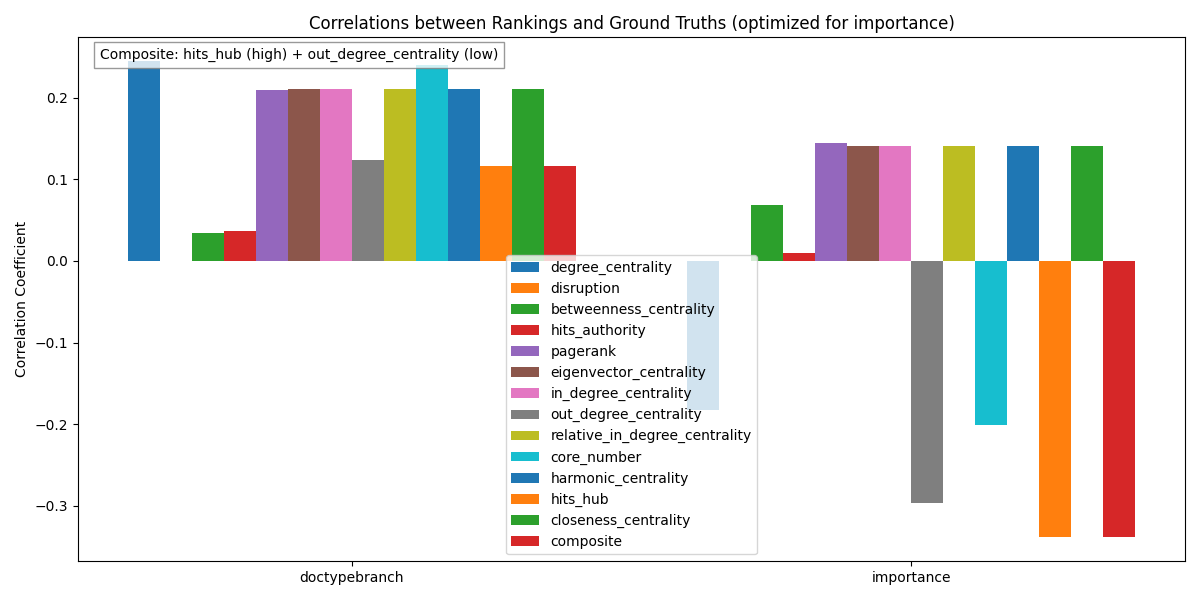 Correlations between Rankings and Ground Truths (optimized for importance)
Composite: hits_hub (high) + out_degree_centrality (low)
Correlation Coefficient
0.2
0.1
0.0
−0.1
−0.2
−0.3
degree_centrality
disruption
betweenness_centrality
hits_authority
pagerank
eigenvector_centrality
in_degree_centrality
out_degree_centrality
relative_in_degree_centrality
core_number
harmonic_centrality
hits_hub
closeness_centrality
composite
doctypebranch
importance